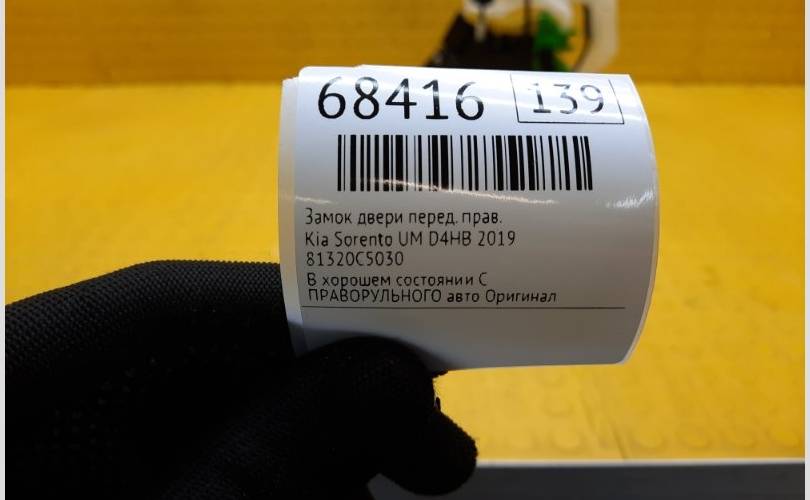 68416 139
Замок двери перед. прав.
Kia Sorento UM D4HB 2019
81320C5030
В хорошем состоянии С
ПРАВОРУЛЬНОГО авто Оригинал